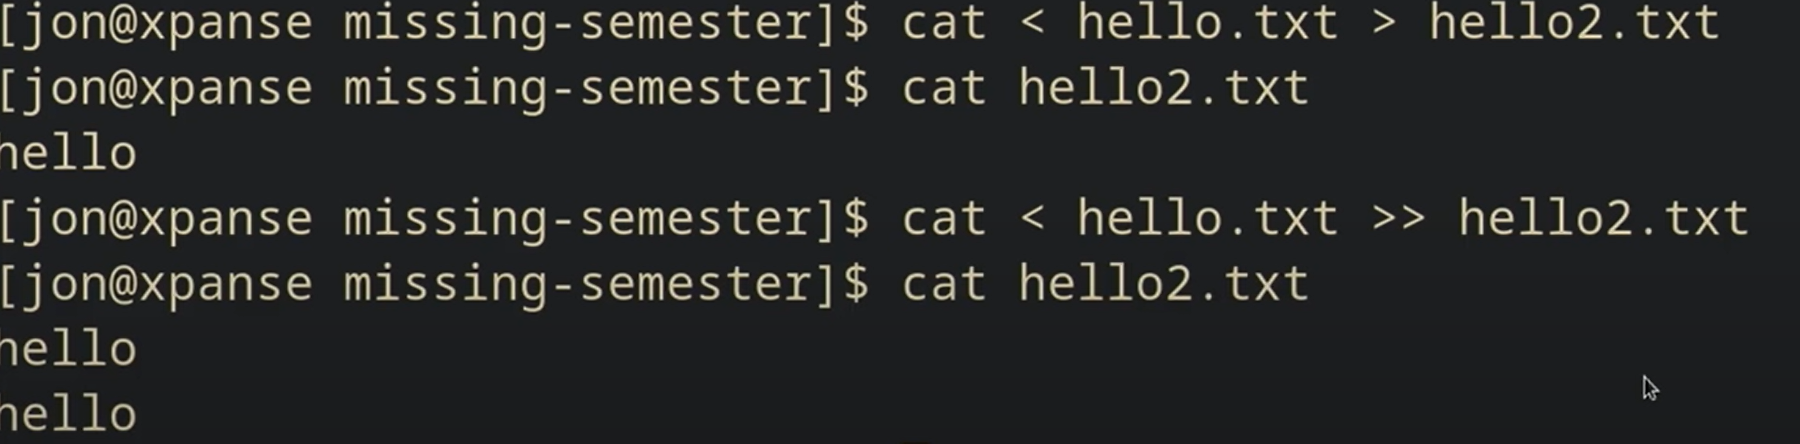 [jon@xpanse missing-semester]$ cat < hello.txt > hello2.txt
[jon@xpanse missing-semester]$ cat hello2.txt
hello
[jon@xpanse missing-semester]$ cat < hello.txt >> hello2.txt
[jon@xpanse missing-semester]$ cat hello2.txt
hello
hello